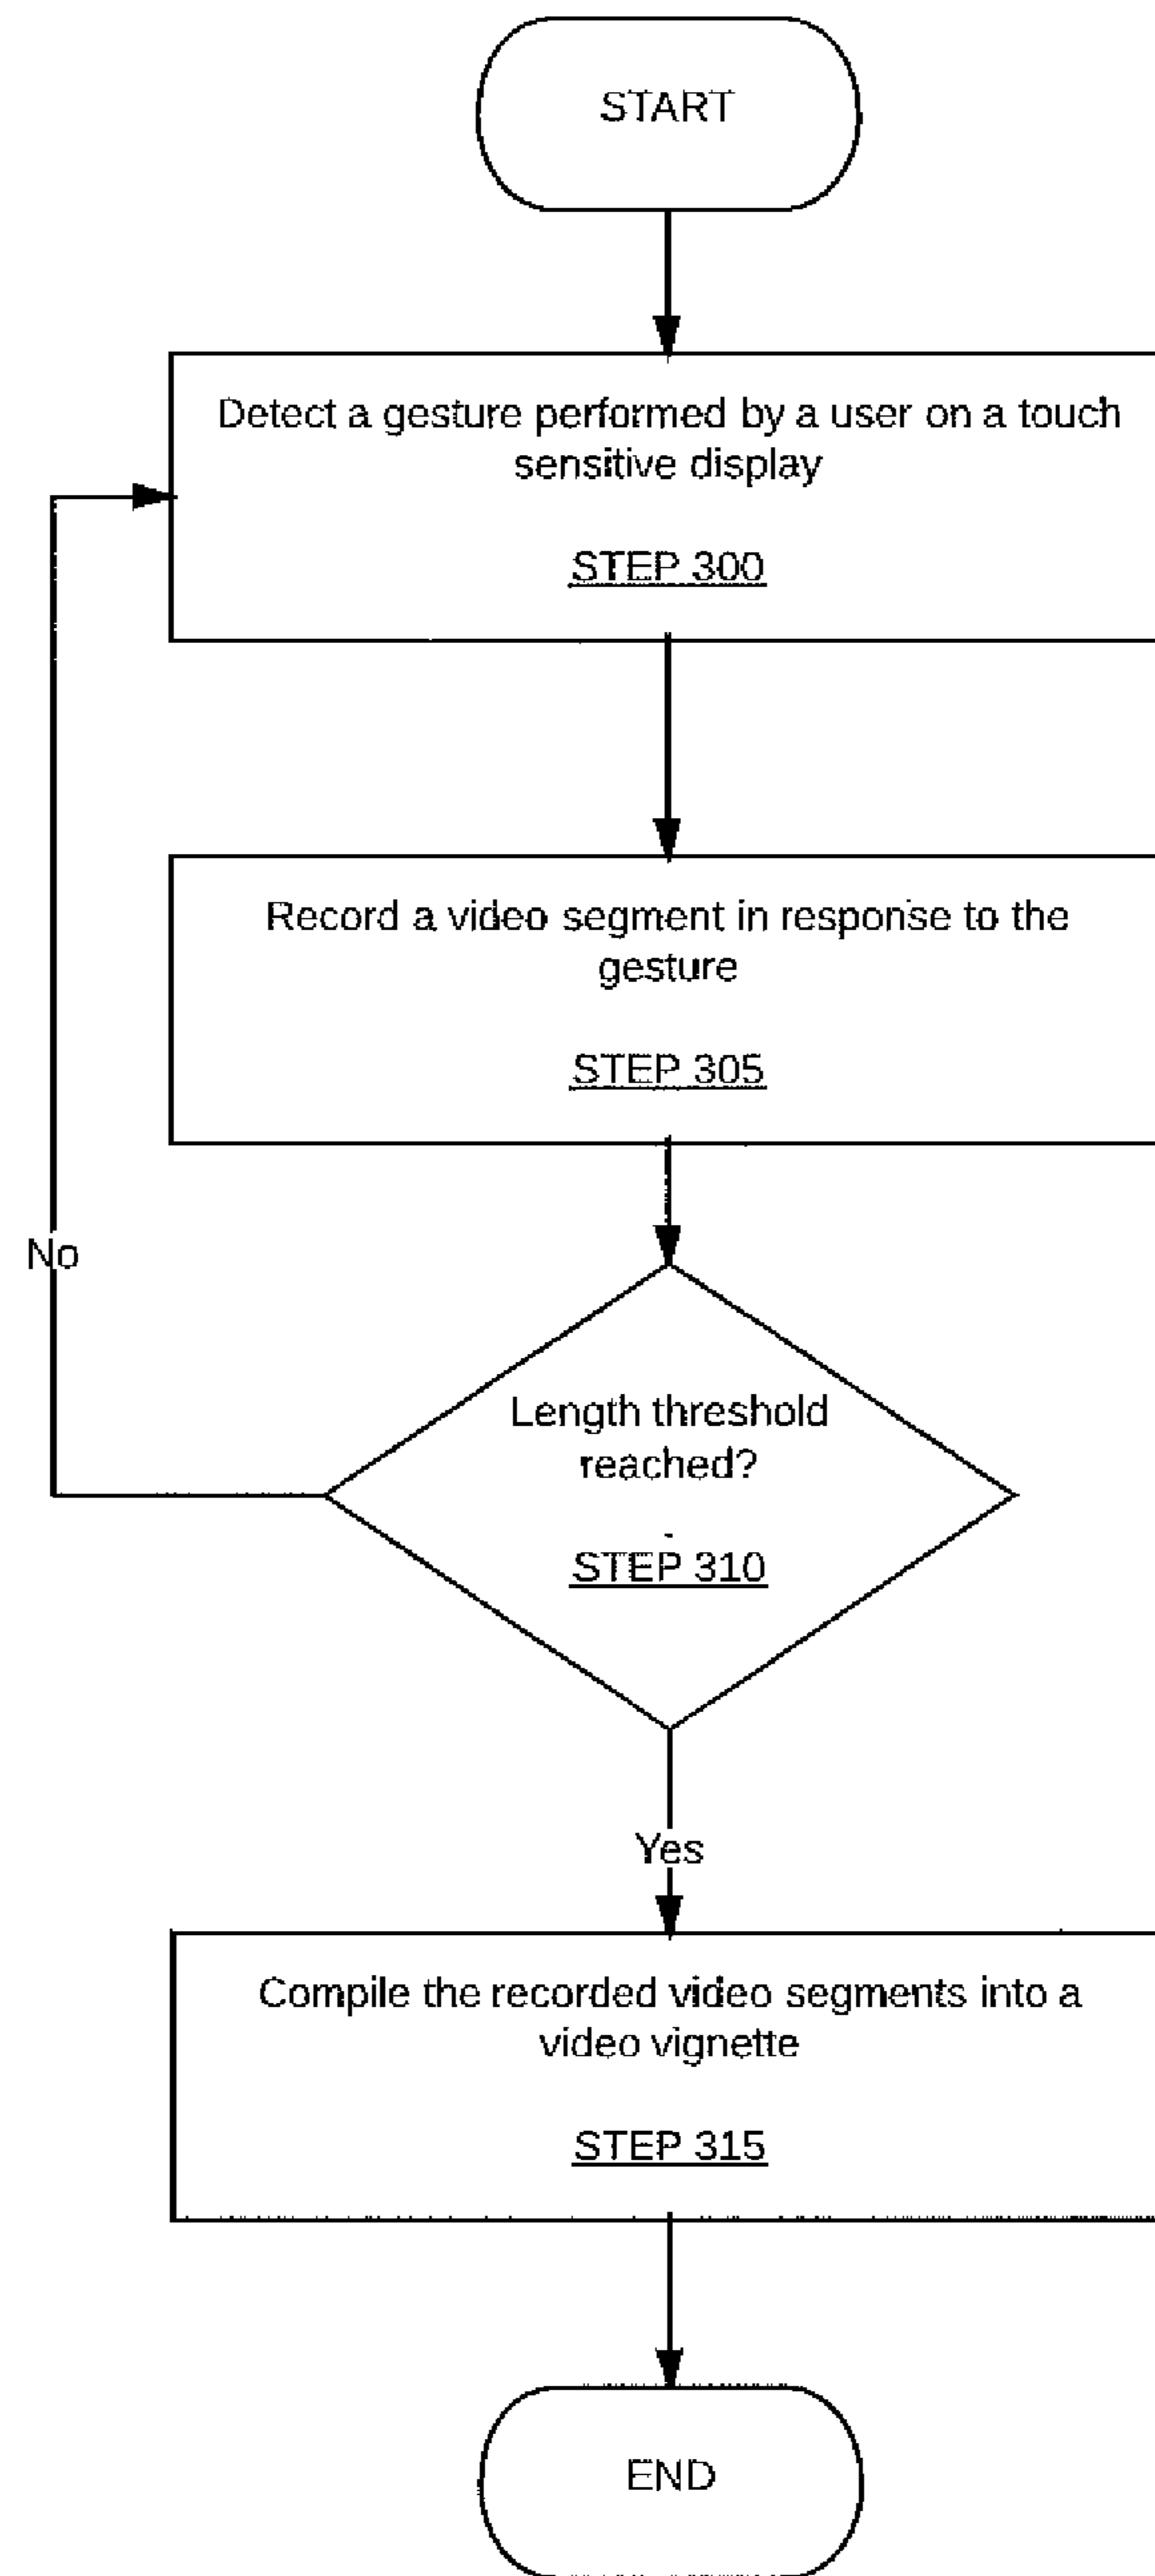 START
Detect a gesture performed by a user on a touch
sensitive display
STEP 300
Record a video segment in response to the
gesture
STEP 305
No
Length threshold
reached?
STEP 310
Yes
Compile the recorded video segments into a
video vignette
STEP 315
END